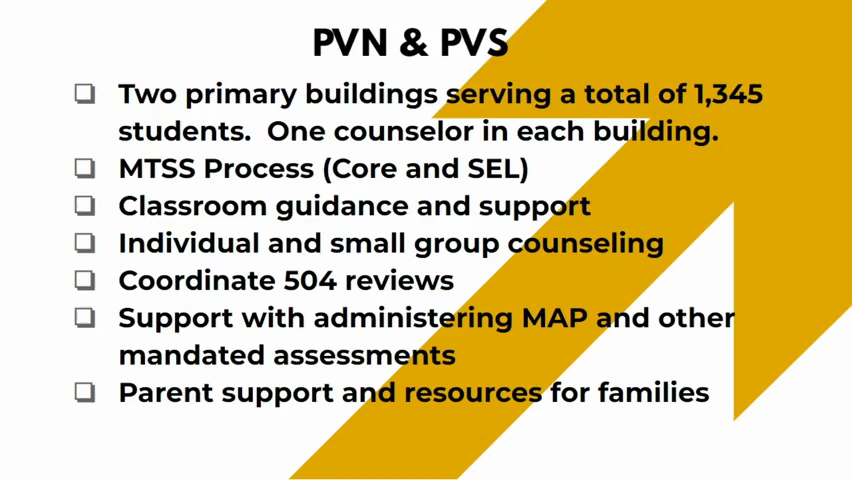 PVN & PVS
❑ Two primary buildings serving a total of 1,345
students.  One counselor in each building.
❑ MTSS Process (Core and SEL)
❑ Classroom guidance and support
❑ Individual and small group counseling
❑ Coordinate 504 reviews
❑ Support with administering MAP and other
mandated assessments
❑ Parent support and resources for families